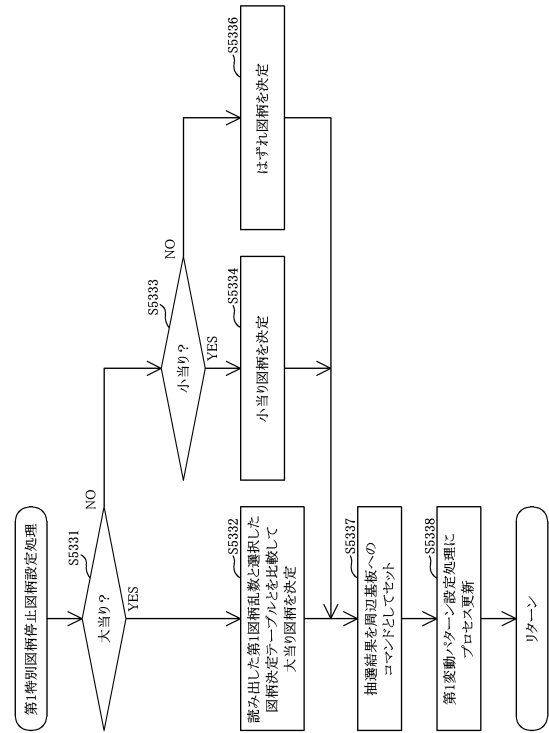 第1特別図柄停止図柄設定処理
S5331
大当り？
NO
YES
S5332
読み出した第1図柄乱数と選択した
図柄決定テーブルとを比較して
大当り図柄を決定
S5333
小当り？
NO
YES
S5334
小当り図柄を決定
S5336
はずれ図柄を決定
S5337
抽選結果を周辺基板への
コマンドとしてセット
S5338
第1変動パターン設定処理に
プロセス更新
リターン